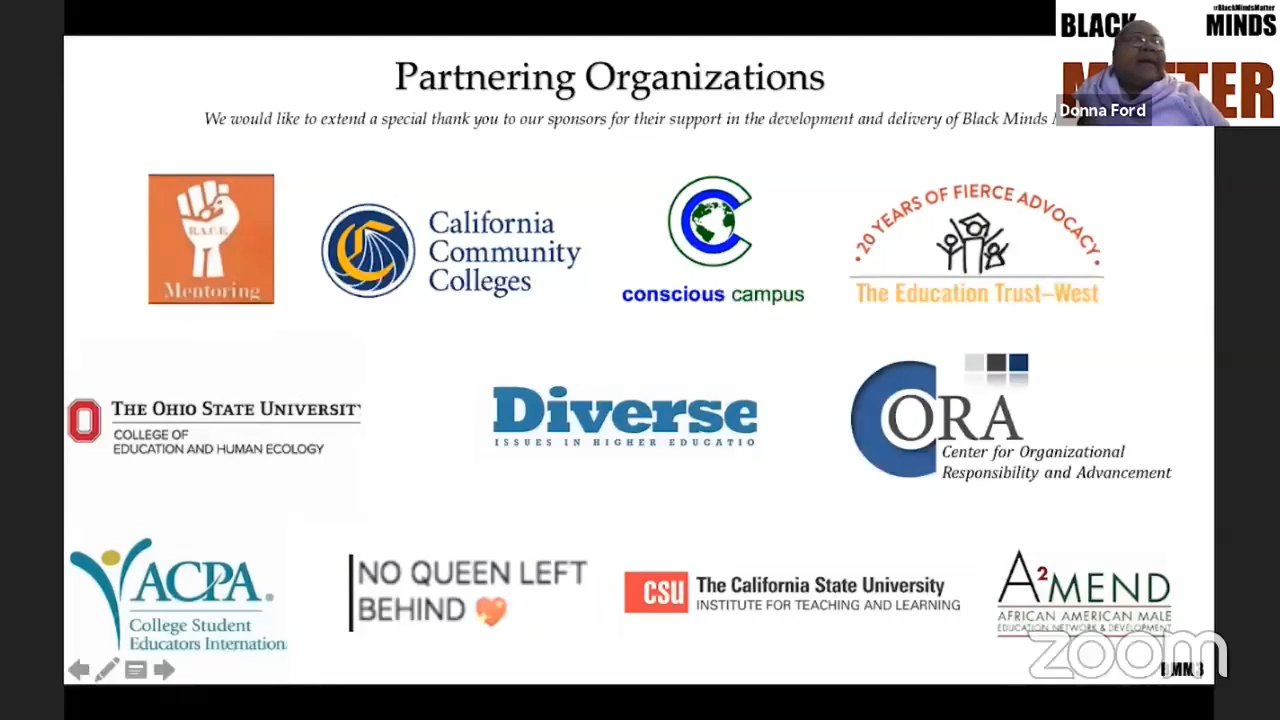 #BlackMindsMatter
BLACK MINDS
Donna Ford
Partnering Organizations
We would like to extend a special thank you to our sponsors for their support in the development and delivery of Black Minds
R.A.C.E.
Mentoring
California
Community
Colleges
conscious campus
• 20 YEARS OF FIERCE ADVOCACY •
The Education Trust–West
THE OHIO STATE UNIVERSITY
COLLEGE OF
EDUCATION AND HUMAN ECOLOGY
Diverse
ISSUES IN HIGHER EDUCATIO
CORA
Center for Organizational
Responsibility and Advancement
ACPA®
College Student
Educators Internation
NO QUEEN LEFT
BEHIND 💖
CSU The California State University
INSTITUTE FOR TEACHING AND LEARNING
A2MEND
AFRICAN AMERICAN MALE
EDUCATION NETWORK & DEVELOPMENT
zoom